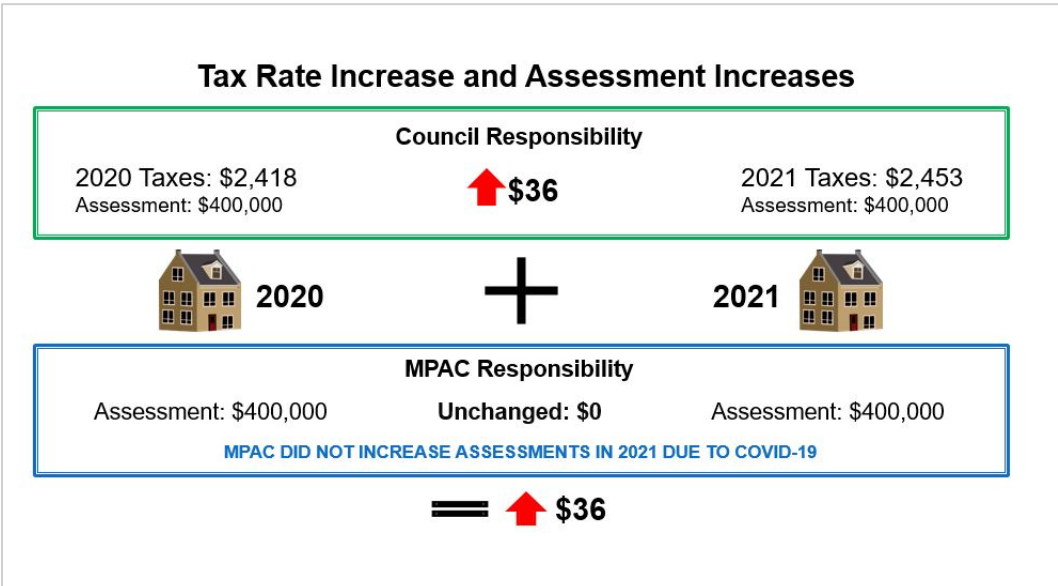 Tax Rate Increase and Assessment Increases
Council Responsibility
2020 Taxes: $2,418
Assessment: $400,000
$36
2021 Taxes: $2,453
Assessment: $400,000
2020
+
2021
MPAC Responsibility
Assessment: $400,000
Unchanged: $0
Assessment: $400,000
MPAC DID NOT INCREASE ASSESSMENTS IN 2021 DUE TO COVID-19
= $36